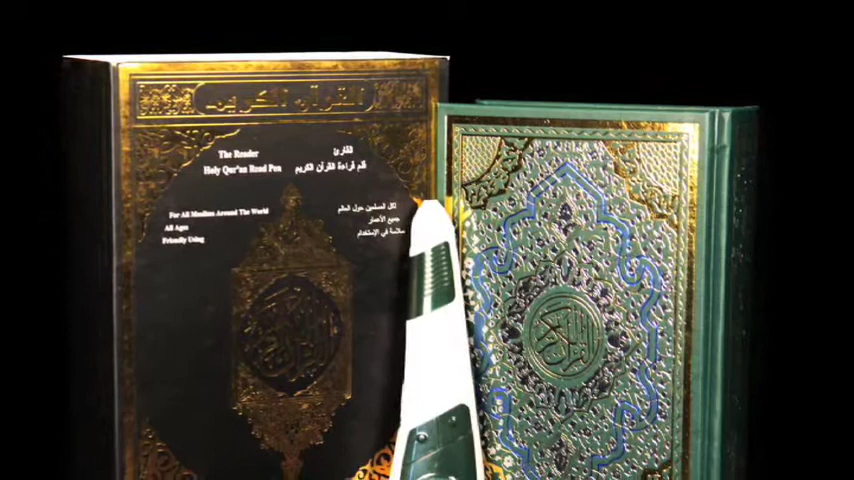 القرآن الكريم
The Reader
القارئ
Holy Qur'an Read Pen
قلم قراءة القرآن الكريم
For All Muslims Around The World
لكل المسلمين حول العالم
All Ages
جميع الأعمار
Friendly Using
سلاسة في الإستخدام